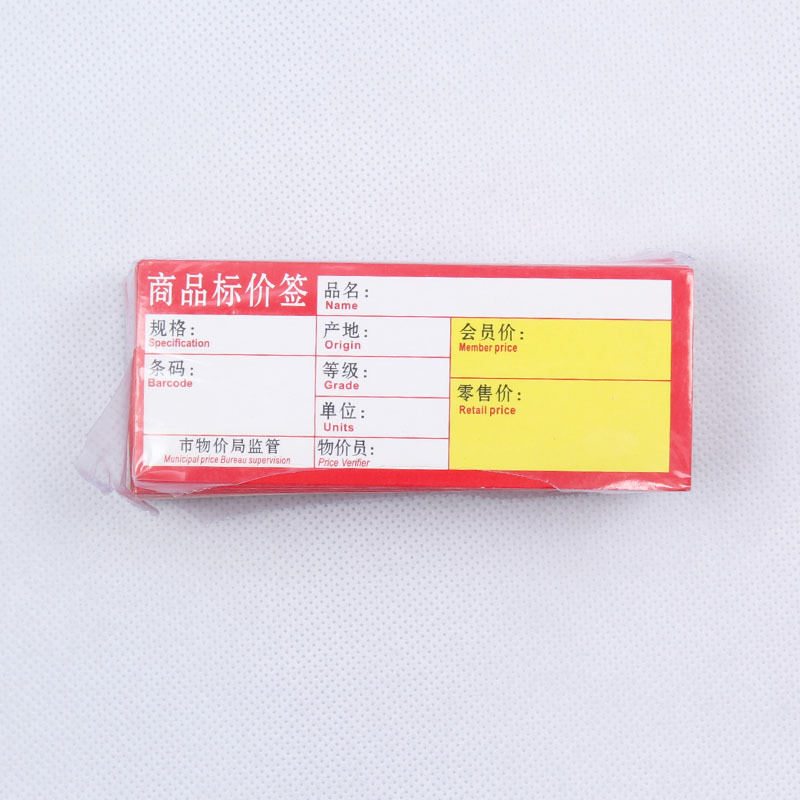 商品标价签
品名：
Name
规格：
Specification
产地：
Origin
会员价：
Member price
条码：
Barcode
等级：
Grade
零售价：
Retail price
单位：
Units
市物价局监管
Municipal price Bureau supervision
物价员：
Price Verifier